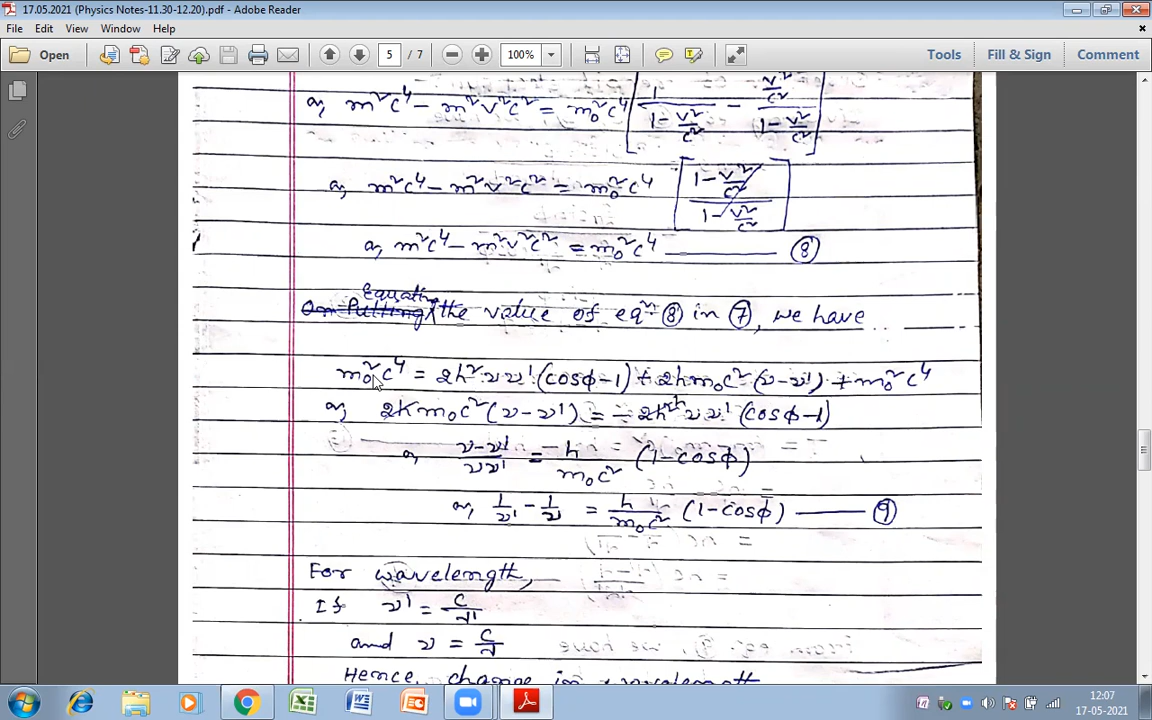 17.05.2021 (Physics Notes-11.30-12.20).pdf - Adobe Reader
File Edit View Window Help
Open 5 / 7 100% Tools Fill & Sign Comment
or, m²c⁴ - m²v²c² = m₀²c⁴ [ 1/(1-v²/c²) - (v²/c²)/(1-v²/c²) ]
or, m²c⁴ - m²v²c² = m₀²c⁴ [ (1-v²/c²)/(1-v²/c²) ]
or, m²c⁴ - m²v²c² = m₀²c⁴ ——— ⑧
Equating
On Putting the value of eqⁿ ⑧ in ⑦, we have
m₀²c⁴ = 2h²νν'(cosφ-1) + 2hm₀c²(ν-ν') + m₀²c⁴
or, 2hm₀c²(ν-ν') = -2h²νν'(cosφ-1)
or, (ν-ν')/(νν') = h/(m₀c²) (1-cosφ)
or, 1/ν' - 1/ν = h/(m₀c²) (1-cosφ) ——— ⑨
For wavelength,
If ν' = c/λ'
and ν = c/λ
Hence, change in wavelength
12:07
17-05-2021